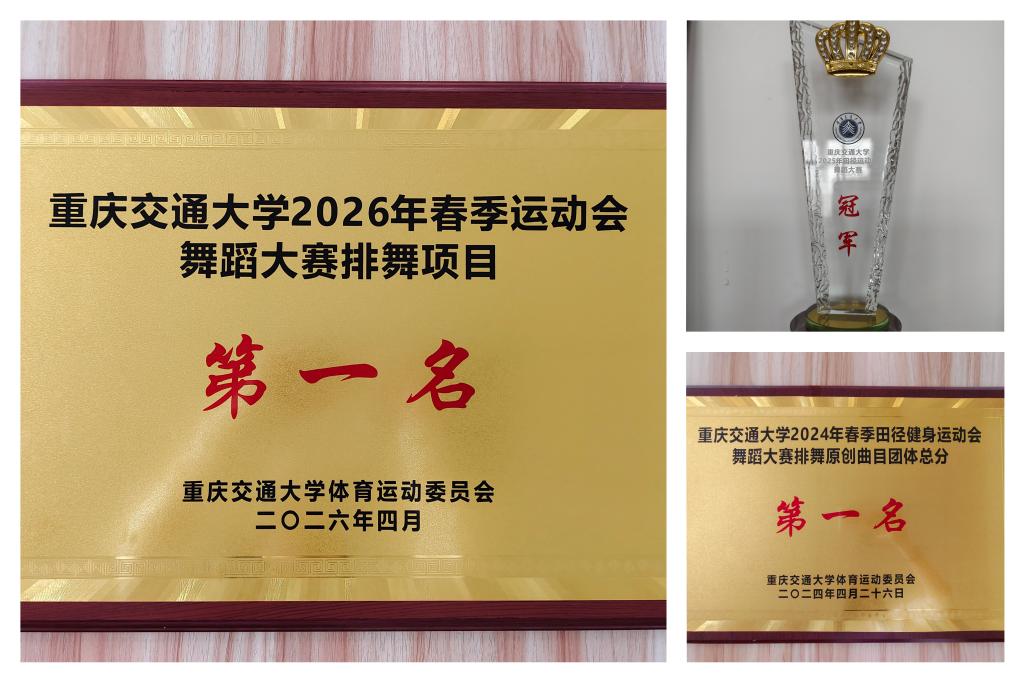 重庆交通大学2026年春季运动会
舞蹈大赛排舞项目
第一名
重庆交通大学体育运动委员会
二〇二六年四月
重庆交通大学
2025年田径运动
舞蹈大赛
冠
军
重庆交通大学2024年春季田径健身运动会
舞蹈大赛排舞原创曲目团体总分
第一名
重庆交通大学体育运动委员会
二〇二四年四月二十六日